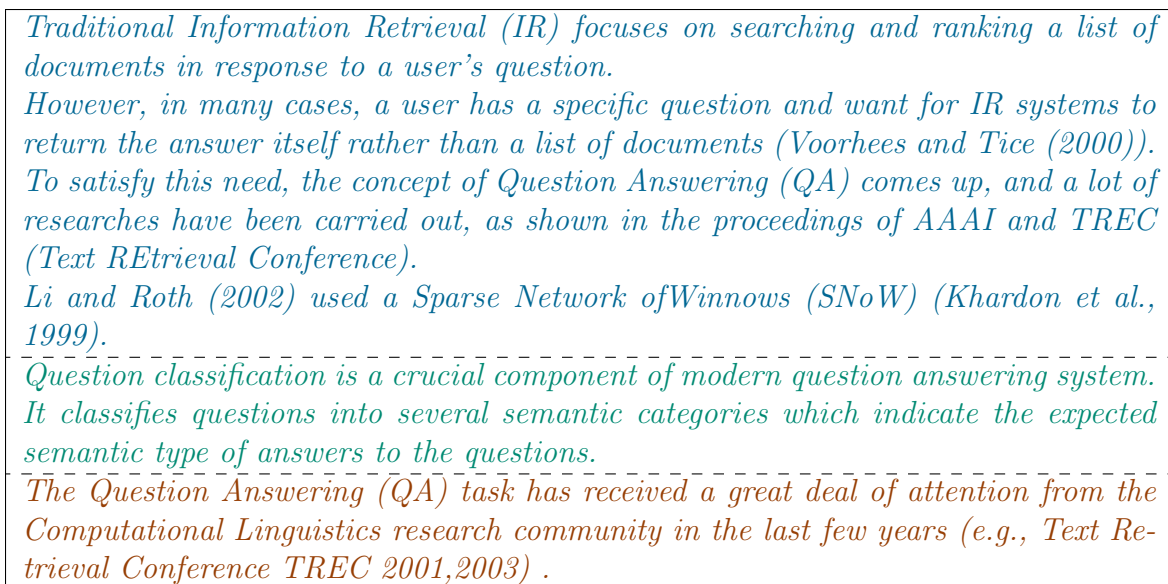 Traditional Information Retrieval (IR) focuses on searching and ranking a list of
documents in response to a user's question.
However, in many cases, a user has a specific question and want for IR systems to
return the answer itself rather than a list of documents (Voorhees and Tice (2000)).
To satisfy this need, the concept of Question Answering (QA) comes up, and a lot of
researches have been carried out, as shown in the proceedings of AAAI and TREC
(Text REtrieval Conference).
Li and Roth (2002) used a Sparse Network ofWinnows (SNoW) (Khardon et al.,
1999).
Question classification is a crucial component of modern question answering system.
It classifies questions into several semantic categories which indicate the expected
semantic type of answers to the questions.
The Question Answering (QA) task has received a great deal of attention from the
Computational Linguistics research community in the last few years (e.g., Text Re-
trieval Conference TREC 2001,2003) .